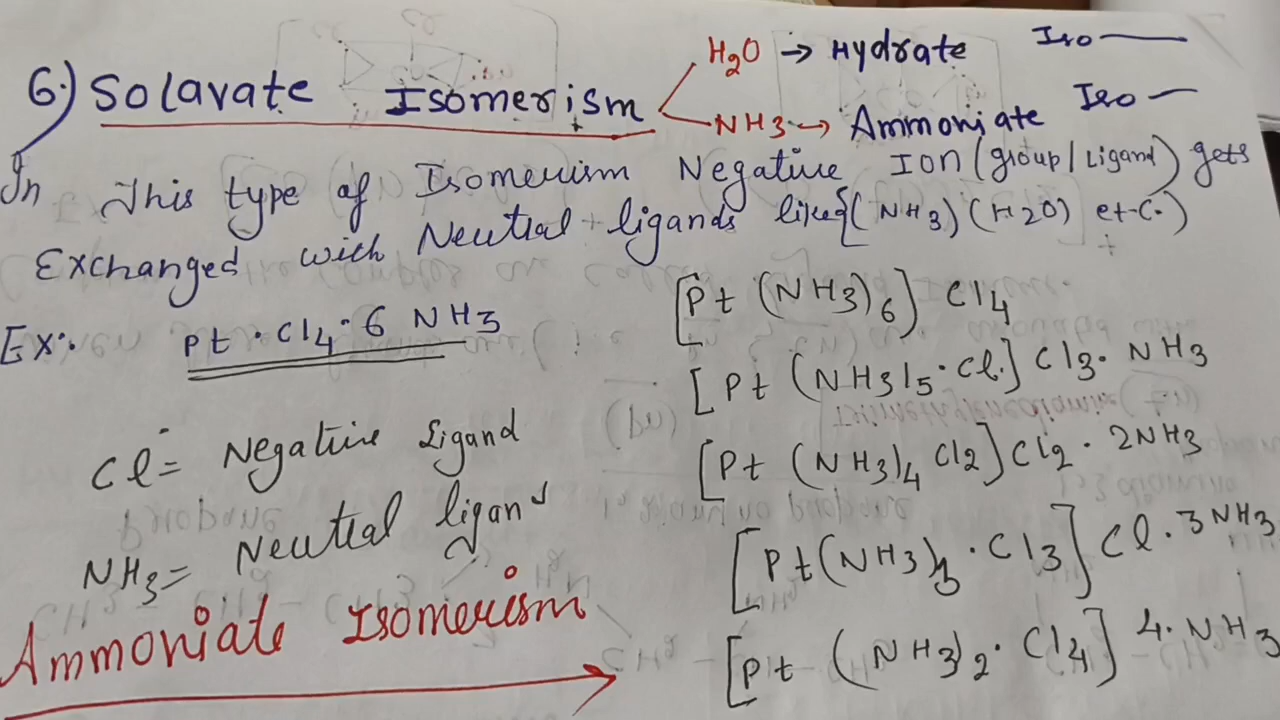 6.) Solavate Isomerism
H2O → Hydrate Iso
NH3 → Ammoniate Iso
In This type of Isomerism Negative Ion (group/Ligand) gets
Exchanged with Neutral ligands like {(NH3) (H2O) etc.)
Ex:. Pt . Cl4 . 6 NH3
Cl⁻ = Negative Ligand
NH3 = Neutral ligand
Ammoniate Isomerism
[Pt (NH3)6] Cl4
[Pt (NH3)5 . Cl.] Cl3 . NH3
[Pt (NH3)4 Cl2] Cl2 . 2NH3
[Pt (NH3)3 . Cl3] Cl . 3 NH3
[Pt (NH3)2 . Cl4] 4 . NH3